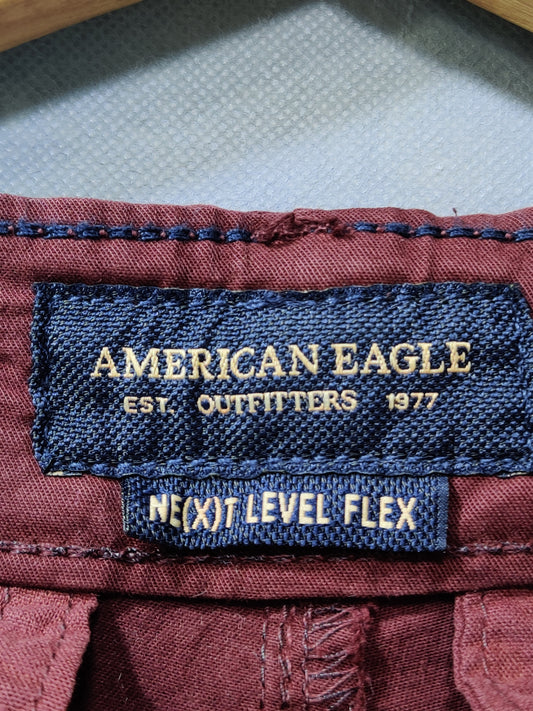 AMERICAN EAGLE
EST. OUTFITTERS 1977
NE(X)T LEVEL FLEX